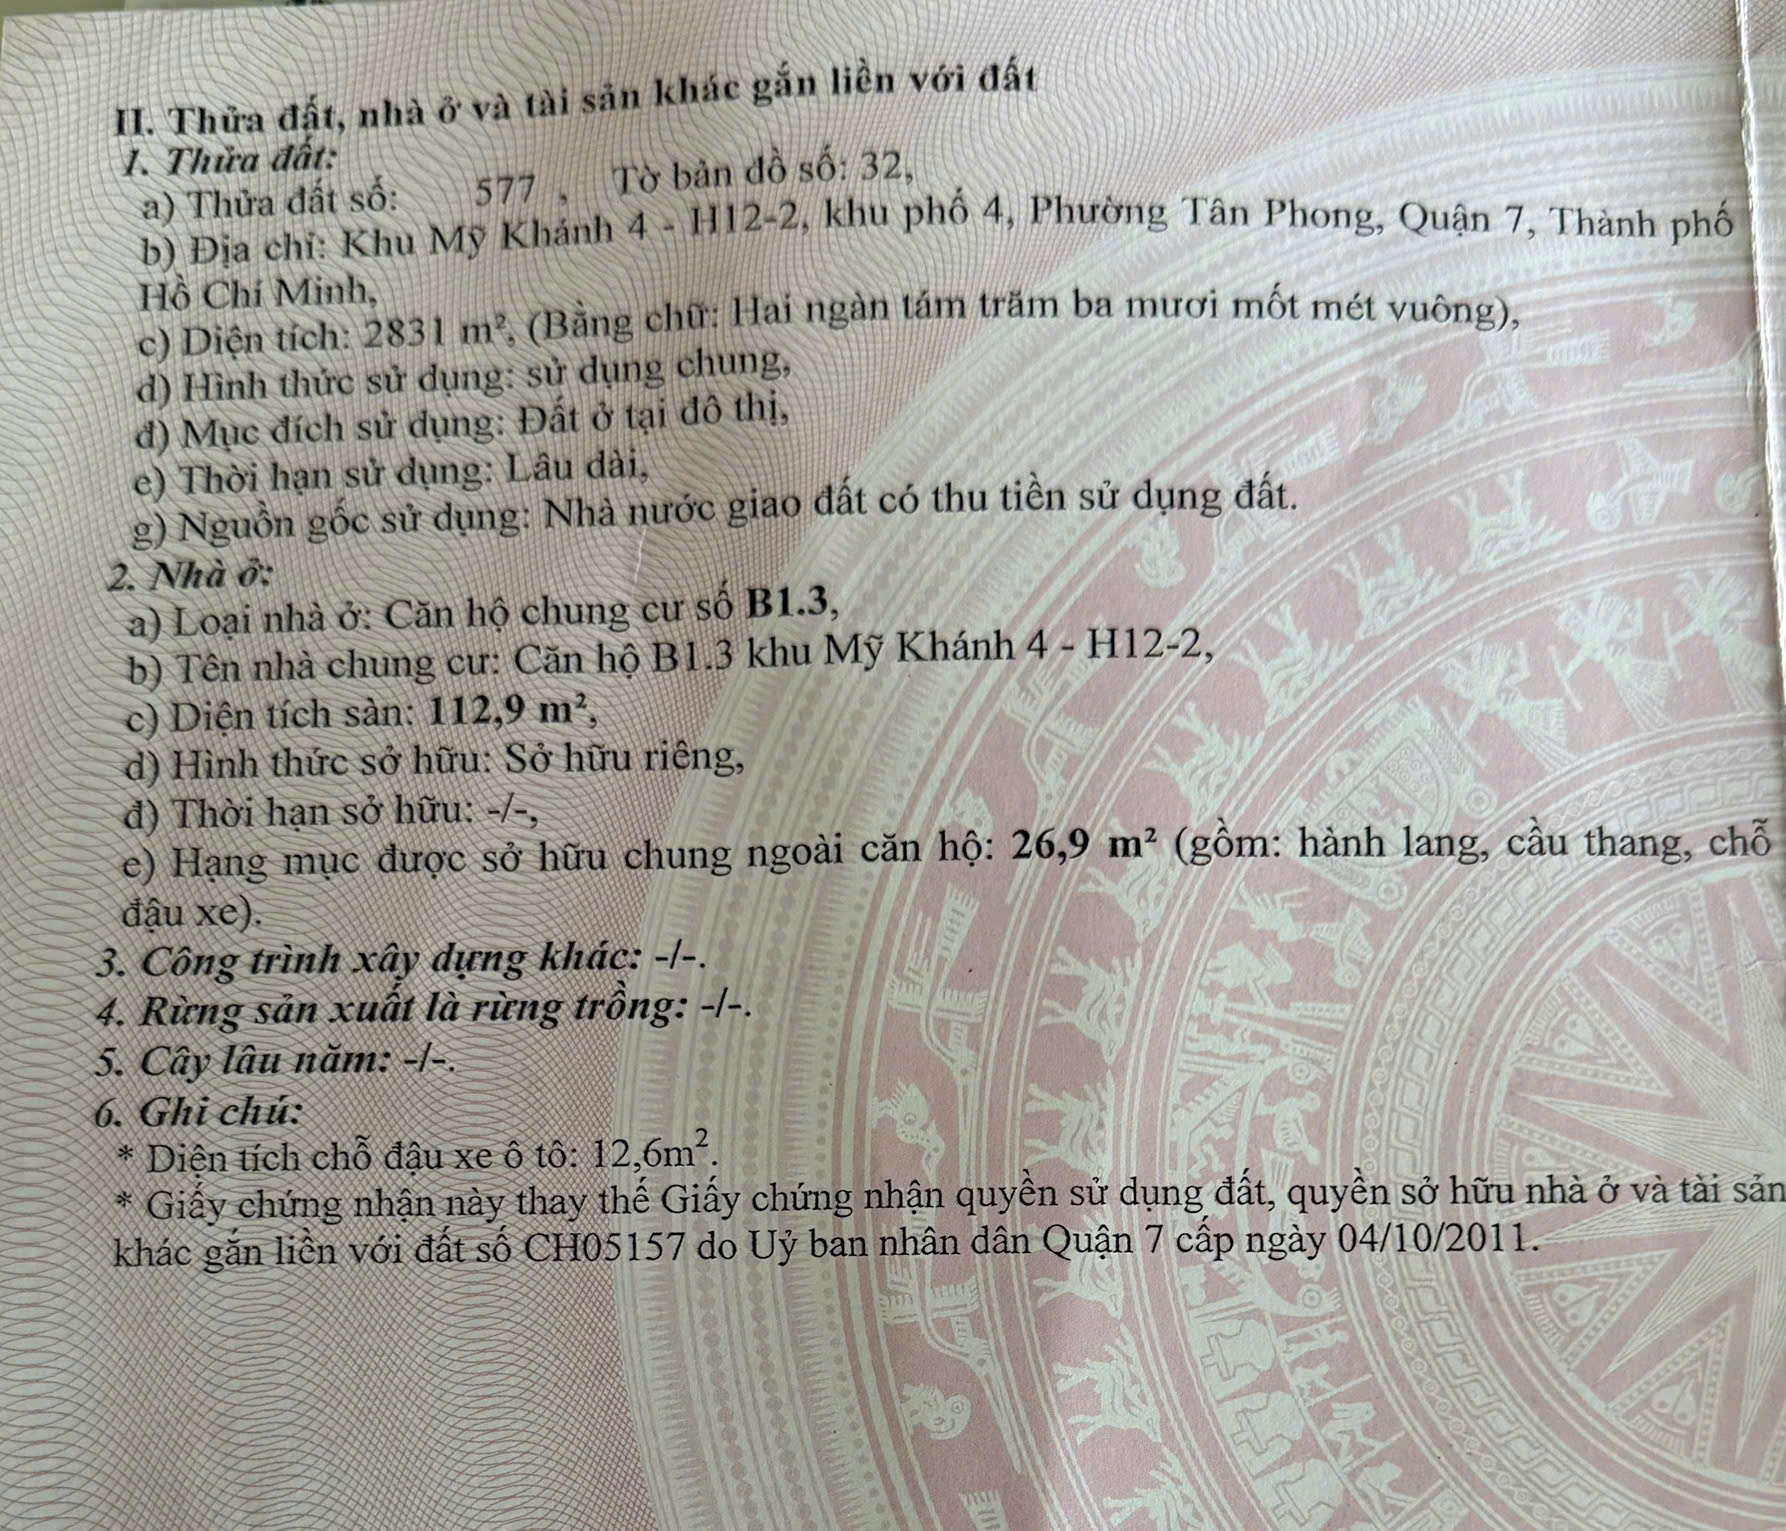 II. Thửa đất, nhà ở và tài sản khác gắn liền với đất
1. Thửa đất:
a) Thửa đất số: 577 , Tờ bản đồ số: 32,
b) Địa chỉ: Khu Mỹ Khánh 4 - H12-2, khu phố 4, Phường Tân Phong, Quận 7, Thành phố
Hồ Chí Minh,
c) Diện tích: 2831 m², (Bằng chữ: Hai ngàn tám trăm ba mươi mốt mét vuông),
d) Hình thức sử dụng: sử dụng chung,
đ) Mục đích sử dụng: Đất ở tại đô thị,
e) Thời hạn sử dụng: Lâu dài,
g) Nguồn gốc sử dụng: Nhà nước giao đất có thu tiền sử dụng đất.
2. Nhà ở:
a) Loại nhà ở: Căn hộ chung cư số B1.3,
b) Tên nhà chung cư: Căn hộ B1.3 khu Mỹ Khánh 4 - H12-2,
c) Diện tích sàn: 112,9 m²,
d) Hình thức sở hữu: Sở hữu riêng,
đ) Thời hạn sở hữu: -/-,
e) Hạng mục được sở hữu chung ngoài căn hộ: 26,9 m² (gồm: hành lang, cầu thang, chỗ
đậu xe).
3. Công trình xây dựng khác: -/-.
4. Rừng sản xuất là rừng trồng: -/-.
5. Cây lâu năm: -/-.
6. Ghi chú:
* Diện tích chỗ đậu xe ô tô: 12,6m².
* Giấy chứng nhận này thay thế Giấy chứng nhận quyền sử dụng đất, quyền sở hữu nhà ở và tài sản
khác gắn liền với đất số CH05157 do Uỷ ban nhân dân Quận 7 cấp ngày 04/10/2011.